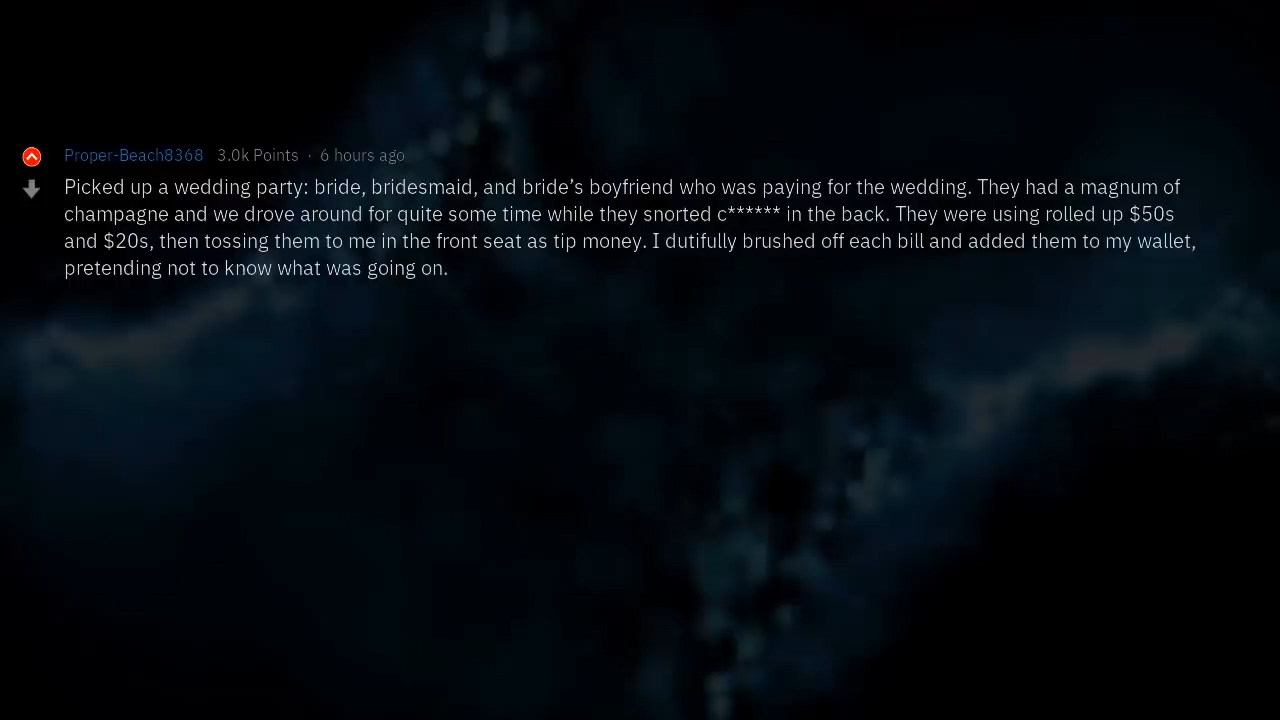 Proper-Beach8368 3.0k Points · 6 hours ago
Picked up a wedding party: bride, bridesmaid, and bride’s boyfriend who was paying for the wedding. They had a magnum of
champagne and we drove around for quite some time while they snorted c****** in the back. They were using rolled up $50s
and $20s, then tossing them to me in the front seat as tip money. I dutifully brushed off each bill and added them to my wallet,
pretending not to know what was going on.